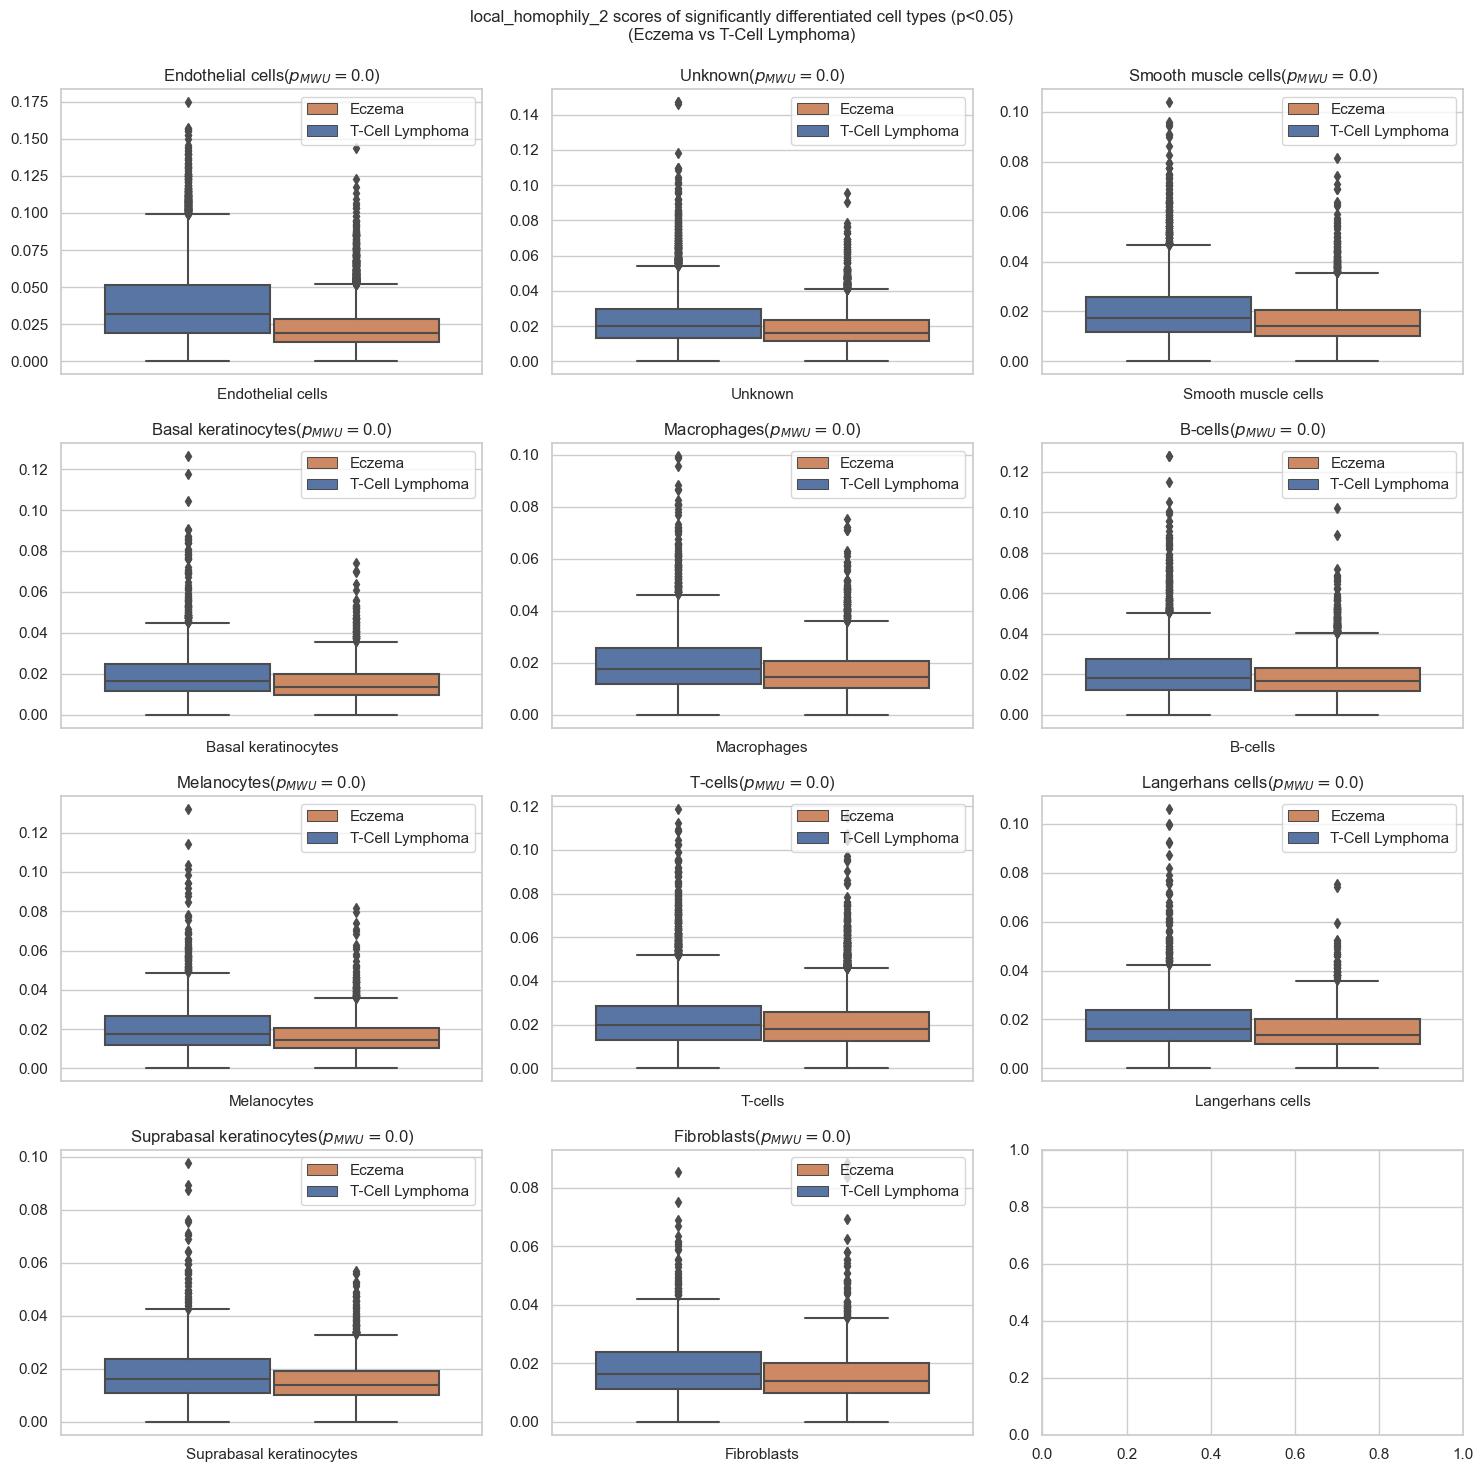 local_homophily_2 scores of significantly differentiated cell types (p<0.05)
(Eczema vs T-Cell Lymphoma)
Endothelial cells(pMWU = 0.0)
0.175
0.150
0.125
0.100
0.075
0.050
0.025
0.000
Eczema
T-Cell Lymphoma
Endothelial cells
Unknown(pMWU = 0.0)
0.14
0.12
0.10
0.08
0.06
0.04
0.02
0.00
Eczema
T-Cell Lymphoma
Unknown
Smooth muscle cells(pMWU = 0.0)
0.10
0.08
0.06
0.04
0.02
0.00
Eczema
T-Cell Lymphoma
Smooth muscle cells
Basal keratinocytes(pMWU = 0.0)
0.12
0.10
0.08
0.06
0.04
0.02
0.00
Eczema
T-Cell Lymphoma
Basal keratinocytes
Macrophages(pMWU = 0.0)
0.10
0.08
0.06
0.04
0.02
0.00
Eczema
T-Cell Lymphoma
Macrophages
B-cells(pMWU = 0.0)
0.12
0.10
0.08
0.06
0.04
0.02
0.00
Eczema
T-Cell Lymphoma
B-cells
Melanocytes(pMWU = 0.0)
0.12
0.10
0.08
0.06
0.04
0.02
0.00
Eczema
T-Cell Lymphoma
Melanocytes
T-cells(pMWU = 0.0)
0.12
0.10
0.08
0.06
0.04
0.02
0.00
Eczema
T-Cell Lymphoma
T-cells
Langerhans cells(pMWU = 0.0)
0.10
0.08
0.06
0.04
0.02
0.00
Eczema
T-Cell Lymphoma
Langerhans cells
Suprabasal keratinocytes(pMWU = 0.0)
0.10
0.08
0.06
0.04
0.02
0.00
Eczema
T-Cell Lymphoma
Suprabasal keratinocytes
Fibroblasts(pMWU = 0.0)
0.08
0.06
0.04
0.02
0.00
Eczema
T-Cell Lymphoma
Fibroblasts
1.0
0.8
0.6
0.4
0.2
0.0
0.0 0.2 0.4 0.6 0.8 1.0